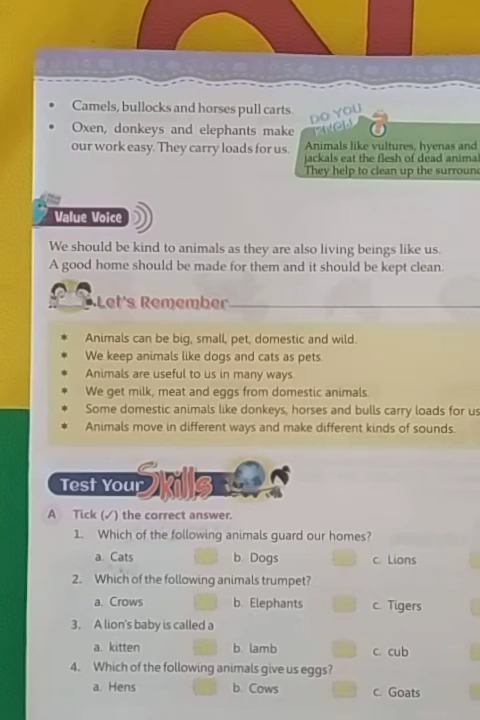 • Camels, bullocks and horses pull carts.
• Oxen, donkeys and elephants make
our work easy. They carry loads for us.
DO YOU
KNOW ?
Animals like vultures, hyenas and
jackals eat the flesh of dead
They help to clean up the
Value Voice
We should be kind to animals as they are also living beings like us.
A good home should be made for them and it should be kept clean.
Let's Remember
* Animals can be big, small, pet, domestic and wild.
* We keep animals like dogs and cats as pets.
* Animals are useful to us in many ways.
* We get milk, meat and eggs from domestic animals.
* Some domestic animals like donkeys, horses and bulls carry loads for us
* Animals move in different ways and make different kinds of sounds.
Test Your Skills
A Tick (✓) the correct answer.
1. Which of the following animals guard our homes?
a. Cats b. Dogs c. Lions
2. Which of the following animals trumpet?
a. Crows b. Elephants c. Tigers
3. A lion's baby is called a
a. kitten b. lamb c. cub
4. Which of the following animals give us eggs?
a. Hens b. Cows c. Goats